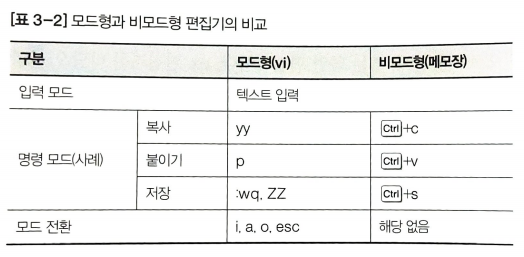 [표 3-2] 모드형과 비모드형 편집기의 비교
구분 모드형(vi) 비모드형(메모장)
입력 모드 텍스트 입력
명령 모드(사례) 복사 yy Ctrl+c
붙이기 p Ctrl+v
저장 :wq, ZZ Ctrl+s
모드 전환 i, a, o, esc 해당 없음